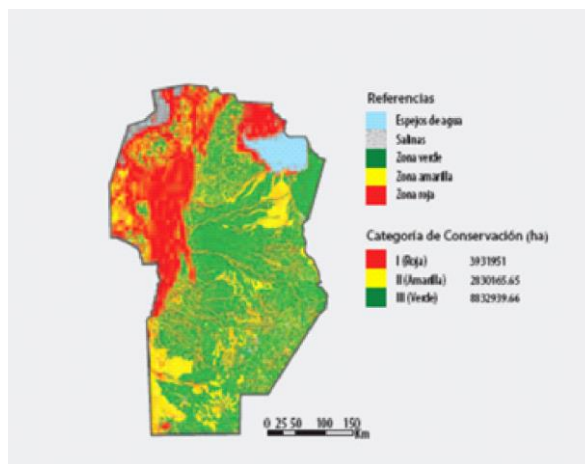 Referencias
Espejos de agua
Salinas
Zona verde
Zona amarilla
Zona roja
Categoría de Conservación (ha)
I (Roja) 3931951
II (Amarilla) 2830165.65
III (Verde) 8832939.66
0 25 50 100 150
Km